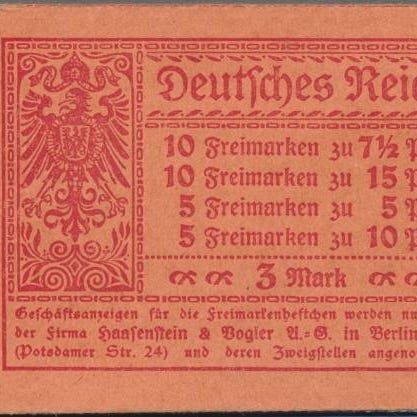 Deutsches Reic
10 Freimarken zu 7½ P
10 Freimarken zu 15 P
5 Freimarken zu 5 P
5 Freimarken zu 10 P
3 Mark
Geschäftsanzeigen für die Freimarkenheftchen werden nu
der Firma Haasenstein & Vogler A.=G. in Berlin
(Potsdamer Str. 24) und deren Zweigstellen angeno